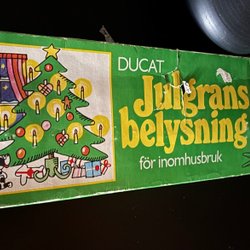 DUCAT
Julgrans
belysning
för inomhusbruk